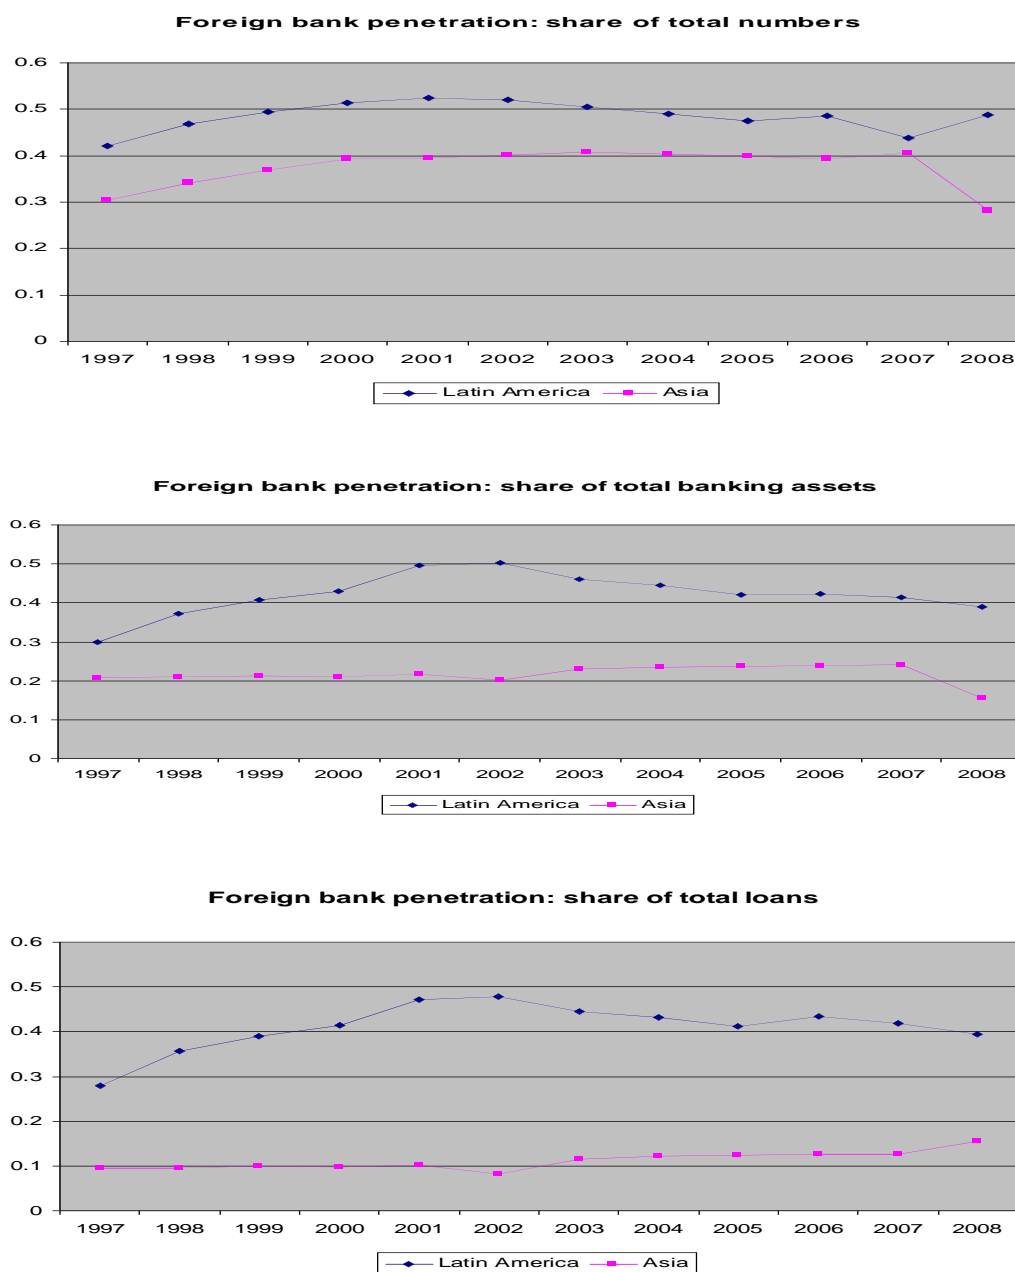 Foreign bank penetration: share of total numbers
0.6
0.5
0.4
0.3
0.2
0.1
0
1997 1998 1999 2000 2001 2002 2003 2004 2005 2006 2007 2008
Latin America Asia
Foreign bank penetration: share of total banking assets
0.6
0.5
0.4
0.3
0.2
0.1
0
1997 1998 1999 2000 2001 2002 2003 2004 2005 2006 2007 2008
Latin America Asia
Foreign bank penetration: share of total loans
0.6
0.5
0.4
0.3
0.2
0.1
0
1997 1998 1999 2000 2001 2002 2003 2004 2005 2006 2007 2008
Latin America Asia